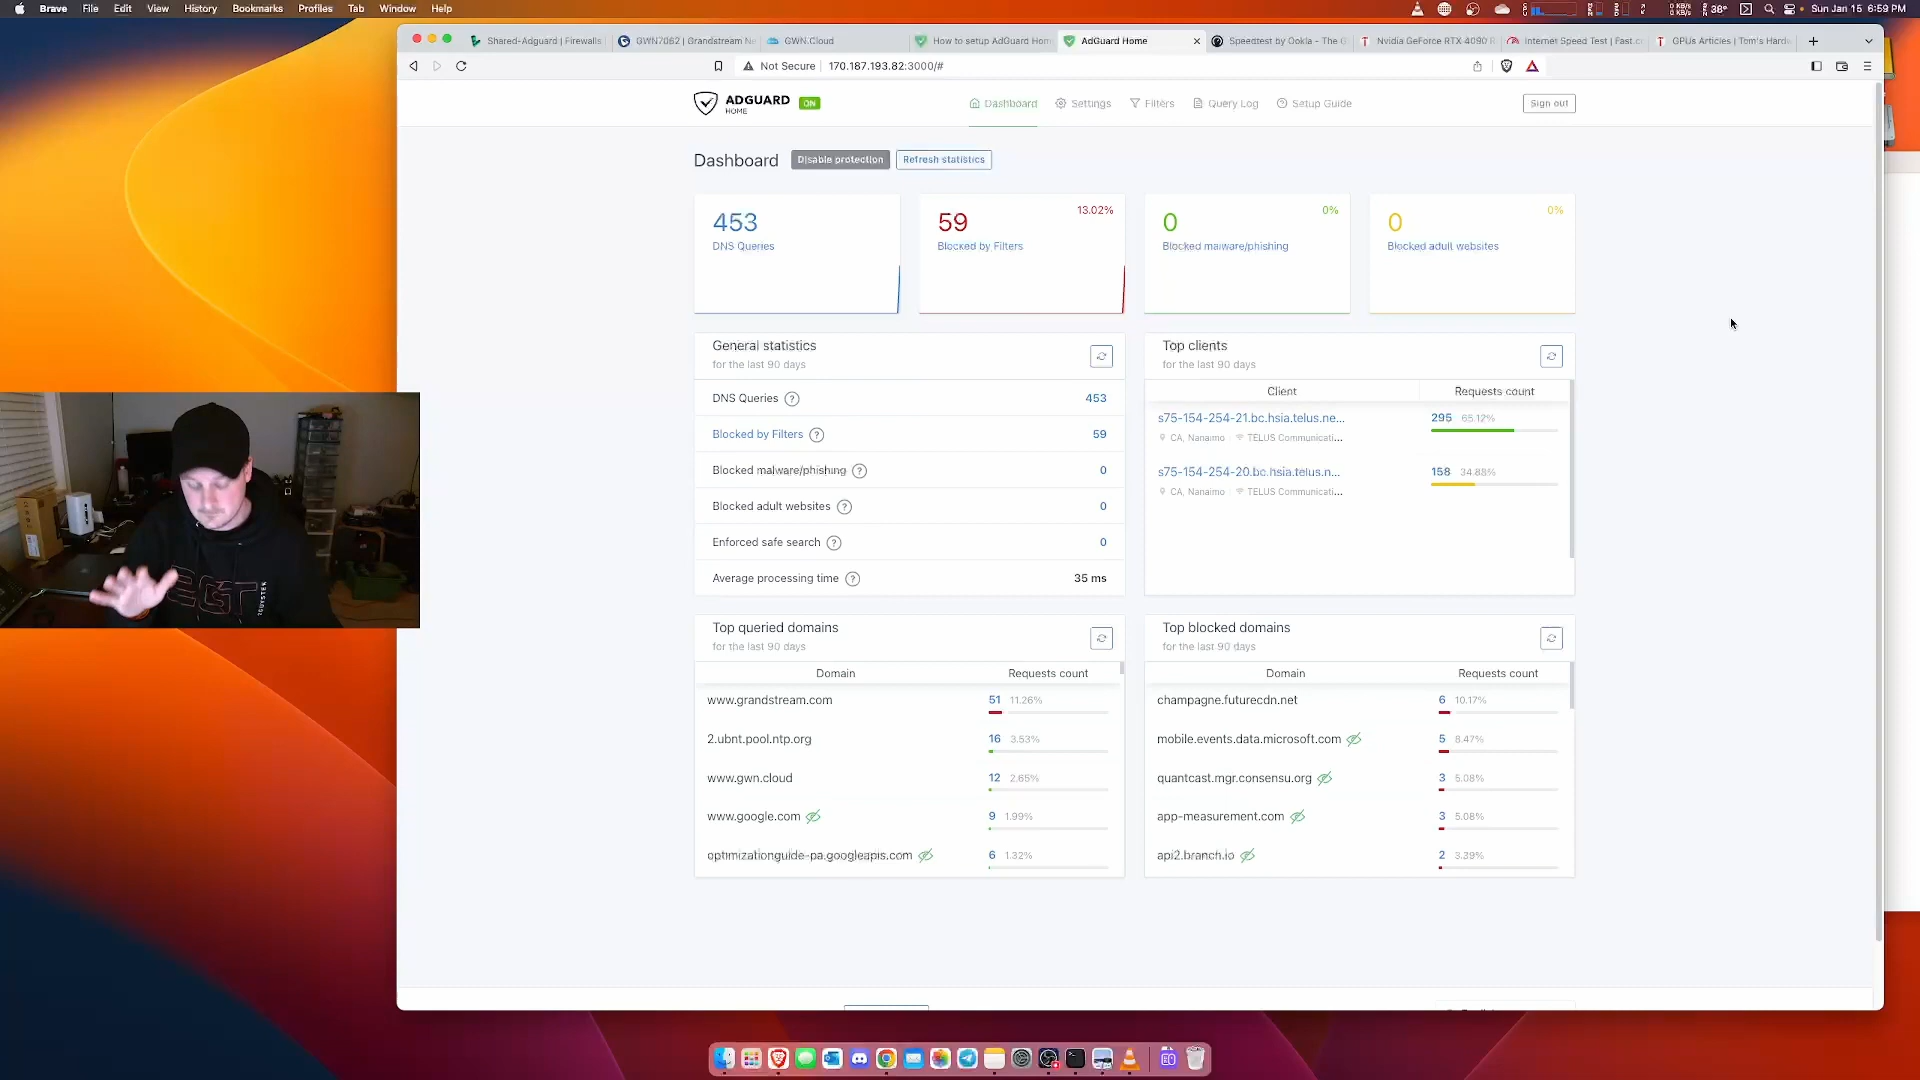 Brave File Edit View History Bookmarks Profiles Tab Window Help
38° Sun Jan 15 6:59 PM
Shared-Adguard | Firewalls
GWN7062 | Grandstream Ne
GWN.Cloud
How to setup AdGuard Hom
AdGuard Home
Speedtest by Ookla - The G
Nvidia GeForce RTX 4090 R
Internet Speed Test | Fast.c
GPUs Articles | Tom's Hardw
Not Secure 170.187.193.82:3000/#
ADGUARD HOME ON
Dashboard
Settings
Filters
Query Log
Setup Guide
Sign out
Dashboard Disable protection Refresh statistics
453
DNS Queries
59 13.02%
Blocked by Filters
0 0%
Blocked malware/phishing
0 0%
Blocked adult websites
General statistics
for the last 90 days
DNS Queries ? 453
Blocked by Filters ? 59
Blocked malware/phishing ? 0
Blocked adult websites ? 0
Enforced safe search ? 0
Average processing time ? 35 ms
Top clients
for the last 90 days
Client Requests count
s75-154-254-21.bc.hsia.telus.ne... 295 65.12%
CA, Nanaimo TELUS Communicati...
s75-154-254-20.bc.hsia.telus.n... 158 34.88%
CA, Nanaimo TELUS Communicati...
Top queried domains
for the last 90 days
Domain Requests count
www.grandstream.com 51 11.26%
2.ubnt.pool.ntp.org 16 3.53%
www.gwn.cloud 12 2.65%
www.google.com 9 1.99%
optimizationguide-pa.googleapis.com 6 1.32%
Top blocked domains
for the last 90 days
Domain Requests count
champagne.futurecdn.net 6 10.17%
mobile.events.data.microsoft.com 5 8.47%
quantcast.mgr.consensu.org 3 5.08%
app-measurement.com 3 5.08%
api2.branch.io 2 3.39%